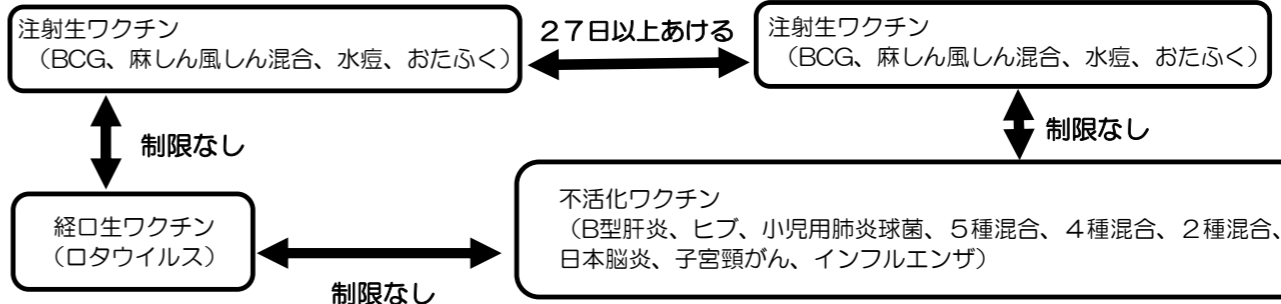 注射生ワクチン
（BCG、麻しん風しん混合、水痘、おたふく）
２７日以上あける
注射生ワクチン
（BCG、麻しん風しん混合、水痘、おたふく）
制限なし
制限なし
経口生ワクチン
（ロタウイルス）
不活化ワクチン
（B型肝炎、ヒブ、小児用肺炎球菌、５種混合、４種混合、２種混合、
日本脳炎、子宮頸がん、インフルエンザ）
制限なし